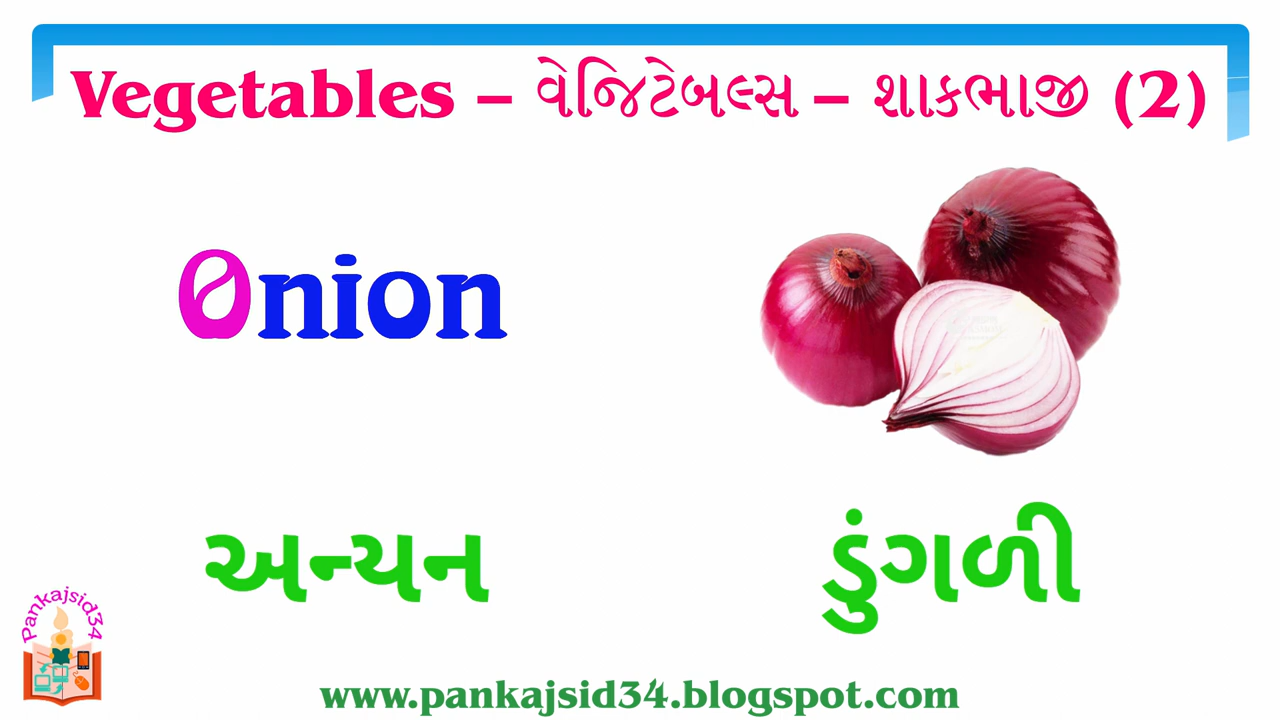 Vegetables – વેજિટેબલ્સ – શાકભાજી (2)
Onion
અન્યન
ડુંગળી
Pankajsid34
www.pankajsid34.blogspot.com